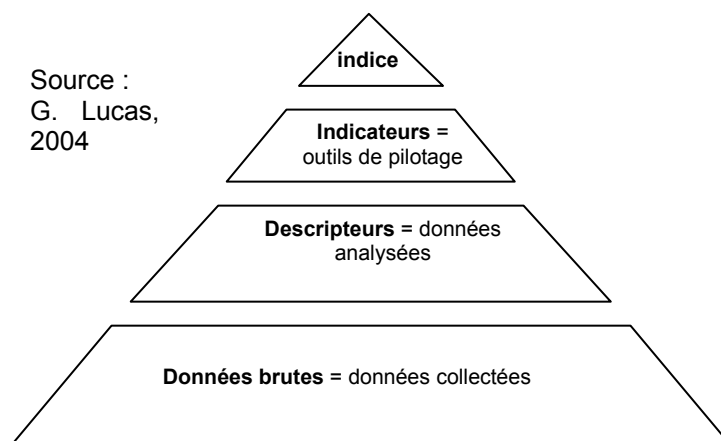 Source :
G. Lucas,
2004
indice
Indicateurs =
outils de pilotage
Descripteurs = données
analysées
Données brutes = données collectées